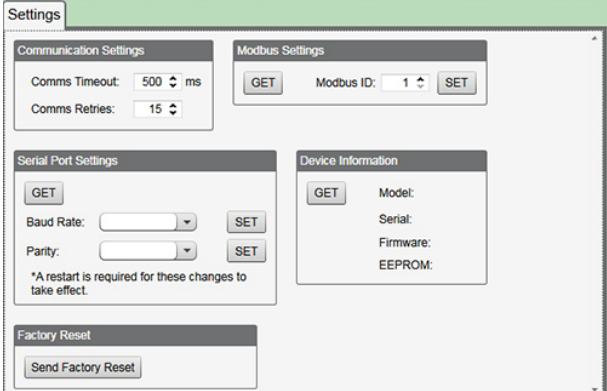 Settings
Communication Settings
Comms Timeout: 500 ms
Comms Retries: 15
Modbus Settings
GET Modbus ID: 1 SET
Serial Port Settings
GET
Baud Rate: SET
Parity: SET
*A restart is required for these changes to
take effect.
Device Information
GET Model:
Serial:
Firmware:
EEPROM:
Factory Reset
Send Factory Reset